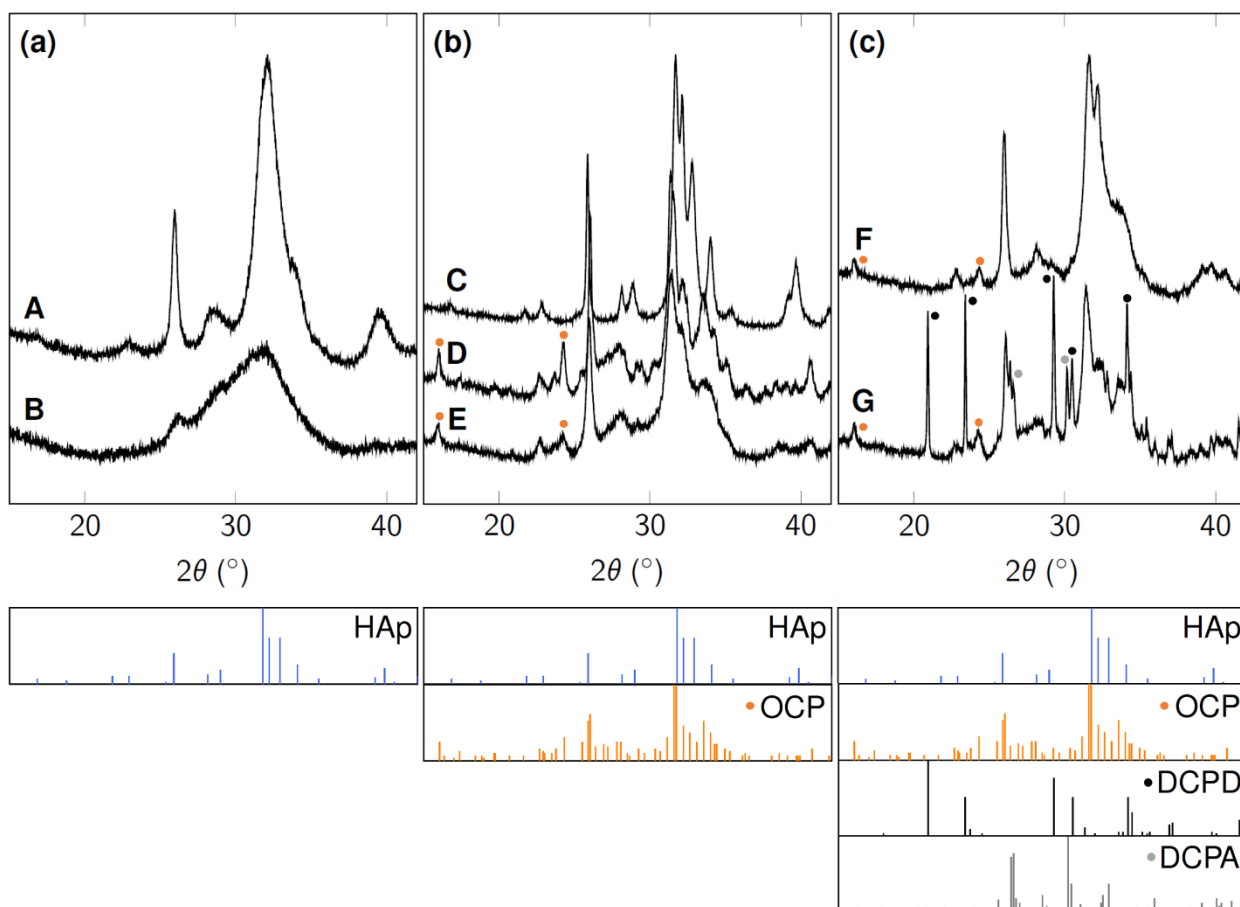 (a)
A
B
20 30 40
2θ (°)
HAp
(b)
C
D
E
20 30 40
2θ (°)
HAp
OCP
(c)
F
G
20 30 40
2θ (°)
HAp
OCP
DCPD
DCPA